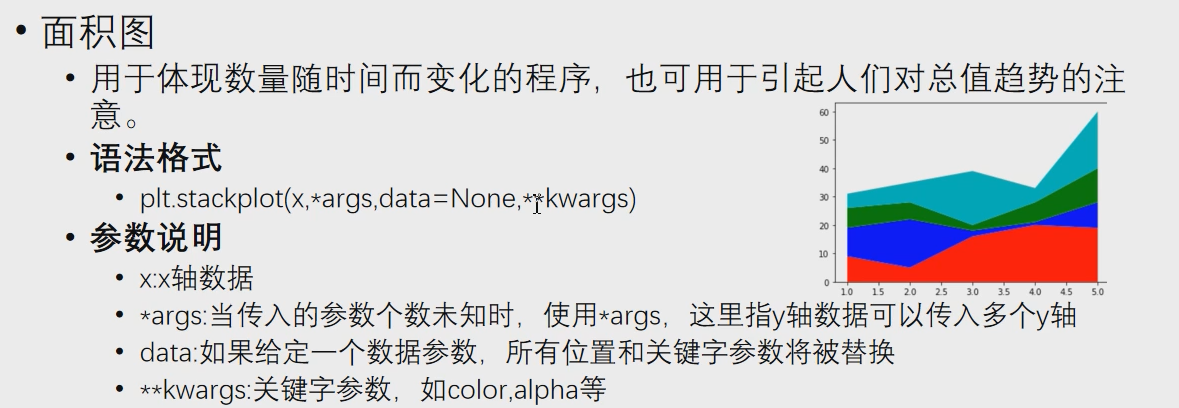 • 面积图
• 用于体现数量随时间而变化的程序，也可用于引起人们对总值趋势的注
意。
• 语法格式
• plt.stackplot(x,*args,data=None,**kwargs)
• 参数说明
• x:x轴数据
• *args:当传入的参数个数未知时，使用*args，这里指y轴数据可以传入多个y轴
• data:如果给定一个数据参数，所有位置和关键字参数将被替换
• **kwargs:关键字参数，如color,alpha等
60
50
40
30
20
10
0
1.0 1.5 2.0 2.5 3.0 3.5 4.0 4.5 5.0